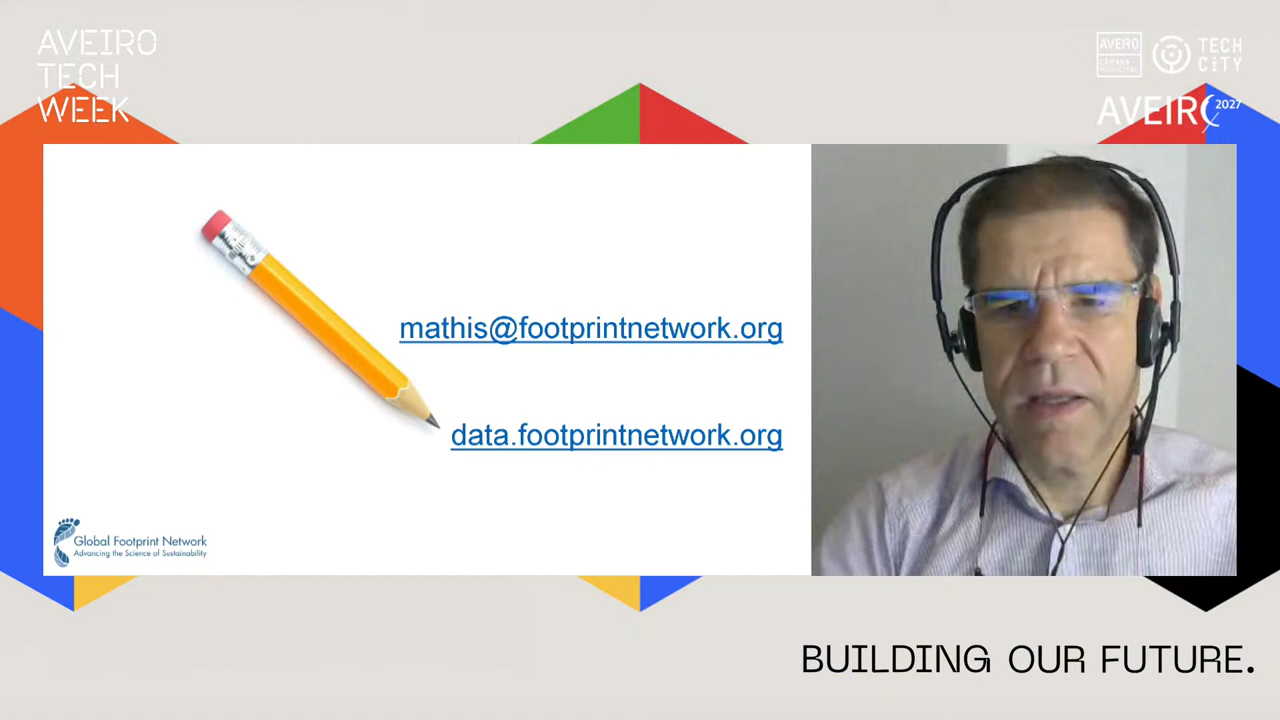 AVEIRO
TECH
WEEK
AVEIRO
CÂMARA
MUNICIPAL
TECH
CITY
AVEIRO 2027
mathis@footprintnetwork.org
data.footprintnetwork.org
Global Footprint Network
Advancing the Science of Sustainability
BUILDING OUR FUTURE.